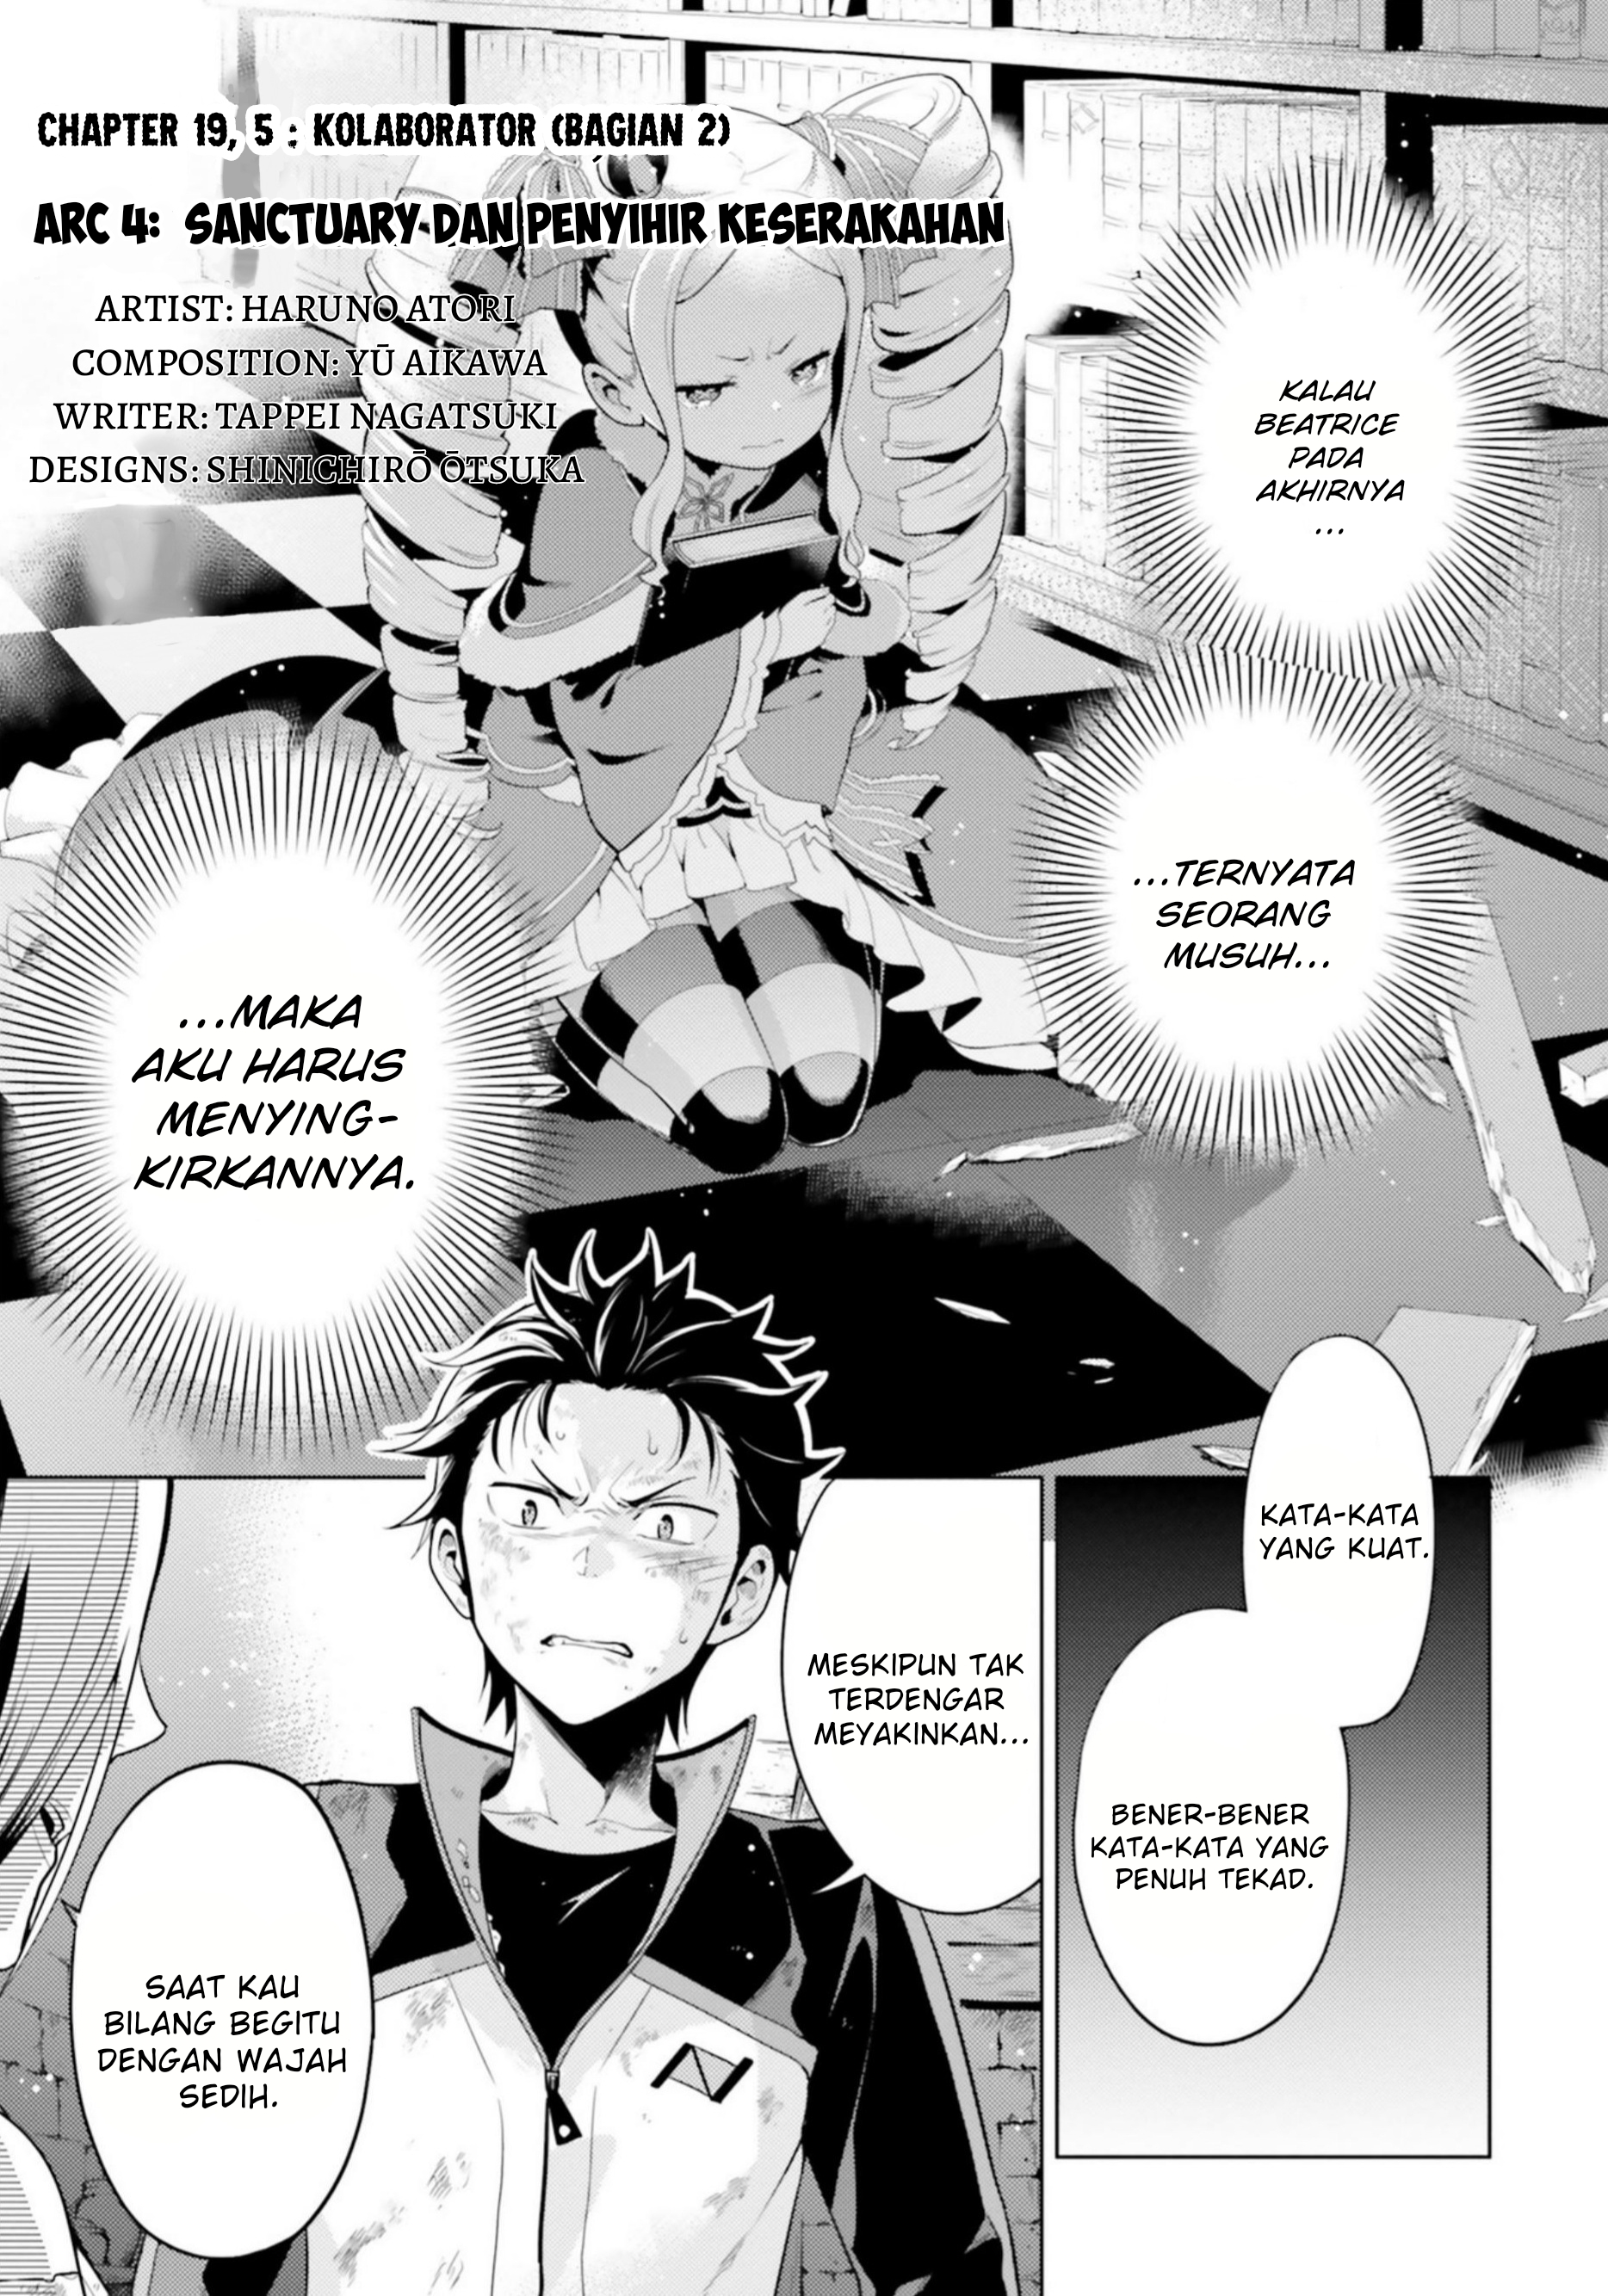 CHAPTER 19, 5 : KOLABORATOR (BAGIAN 2)
ARC 4: SANCTUARY DAN PENYIHIR KESERAKAHAN
ARTIST: HARUNO ATORI
COMPOSITION: YŪ AIKAWA
WRITER: TAPPEI NAGATSUKI
DESIGNS: SHINICHIRŌ ŌTSUKA
KALAU
BEATRICE
PADA
AKHIRNYA
...
...TERNYATA
SEORANG
MUSUH...
...MAKA
AKU HARUS
MENYING-
KIRKANNYA.
KATA-KATA
YANG KUAT.
BENER-BENER
KATA-KATA YANG
PENUH TEKAD.
MESKIPUN TAK
TERDENGAR
MEYAKINKAN...
SAAT KAU
BILANG BEGITU
DENGAN WAJAH
SEDIH.